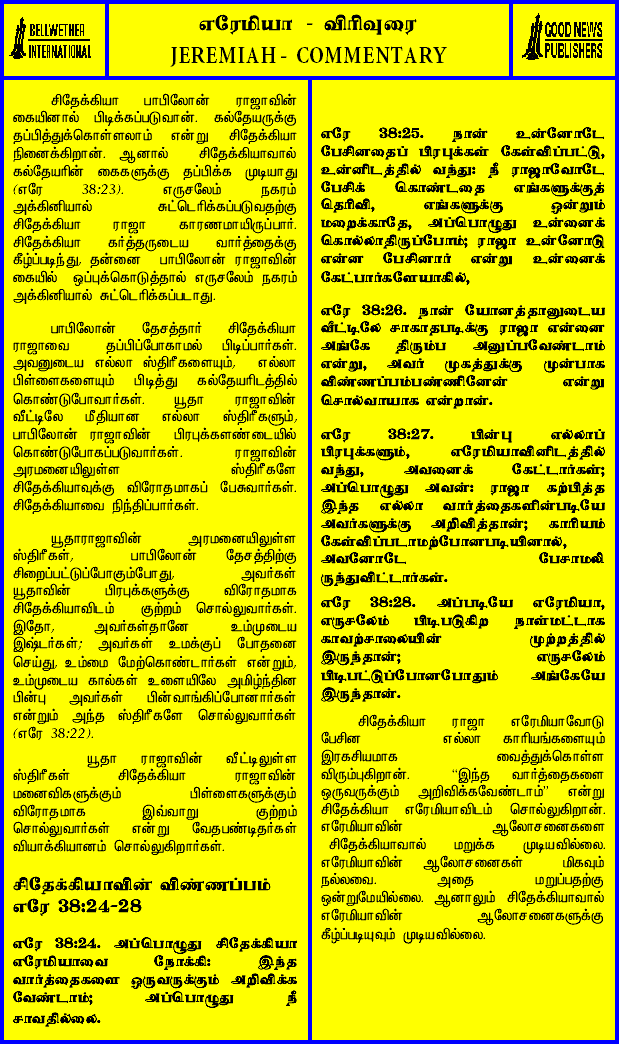 BELLWETHER
INTERNATIONAL
எரேமியா - விரிவுரை
JEREMIAH - COMMENTARY
GOOD NEWS
PUBLISHERS
சிதேக்கியா பாபிலோன் ராஜாவின்
கையினால் பிடிக்கப்படுவான். கல்தேயருக்கு
தப்பித்துக்கொள்ளலாம் என்று சிதேக்கியா
நினைக்கிறான். ஆனால் சிதேக்கியாவால்
கல்தேயரின் கைகளுக்கு தப்பிக்க முடியாது
(எரே 38:23). எருசலேம் நகரம்
அக்கினியால் சுட்டெரிக்கப்படுவதற்கு
சிதேக்கியா ராஜா காரணமாயிருப்பார்.
சிதேக்கியா கர்த்தருடைய வார்த்தைக்கு
கீழ்ப்படிந்து, தன்னை பாபிலோன் ராஜாவின்
கையில் ஒப்புக்கொடுத்தால் எருசலேம் நகரம்
அக்கினியால் சுட்டெரிக்கப்படாது.
பாபிலோன் தேசத்தார் சிதேக்கியா
ராஜாவை தப்பிப்போகாமல் பிடிப்பார்கள்.
அவனுடைய எல்லா ஸ்திரீகளையும், எல்லா
பிள்ளைகளையும் பிடித்து கல்தேயரிடத்தில்
கொண்டுபோவார்கள். யூதா ராஜாவின்
வீட்டிலே மீதியான எல்லா ஸ்திரீகளும்,
பாபிலோன் ராஜாவின் பிரபுக்களண்டையில்
கொண்டுபோகப்படுவார்கள். ராஜாவின்
அரமனையிலுள்ள ஸ்திரீகளே
சிதேக்கியாவுக்கு விரோதமாகப் பேசுவார்கள்.
சிதேக்கியாவை நிந்திப்பார்கள்.
யூதாராஜாவின் அரமனையிலுள்ள
ஸ்திரீகள், பாபிலோன் தேசத்திற்கு
சிறைப்பட்டுப்போகும்போது, அவர்கள்
யூதாவின் பிரபுக்களுக்கு விரோதமாக
சிதேக்கியாவிடம் குற்றம் சொல்லுவார்கள்.
இதோ, அவர்கள்தானே உம்முடைய
இஷ்டர்கள்; அவர்கள் உமக்குப் போதனை
செய்து, உம்மை மேற்கொண்டார்கள் என்றும்,
உம்முடைய கால்கள் உளையிலே அமிழ்ந்தின
பின்பு அவர்கள் பின்வாங்கிப்போனார்கள்
என்றும் அந்த ஸ்திரீகளே சொல்லுவார்கள்
(எரே 38:22).
யூதா ராஜாவின் வீட்டிலுள்ள
ஸ்திரீகள் சிதேக்கியா ராஜாவின்
மனைவிகளுக்கும் பிள்ளைகளுக்கும்
விரோதமாக இவ்வாறு குற்றம்
சொல்லுவார்கள் என்று வேதபண்டிதர்கள்
வியாக்கியானம் சொல்லுகிறார்கள்.
சிதேக்கியாவின் விண்ணப்பம்
எரே 38:24-28
எரே 38:24. அப்பொழுது சிதேக்கியா
எரேமியாவை நோக்கி: இந்த
வார்த்தைகளை ஒருவருக்கும் அறிவிக்க
வேண்டாம்; அப்பொழுது நீ
சாவதில்லை.
எரே 38:25. நான் உன்னோடே
பேசினதைப் பிரபுக்கள் கேள்விப்பட்டு,
உன்னிடத்தில் வந்து: நீ ராஜாவோடே
பேசிக் கொண்டதை எங்களுக்குத்
தெரிவி, எங்களுக்கு ஒன்றும்
மறைக்காதே, அப்பொழுது உன்னைக்
கொல்லாதிருப்போம்; ராஜா உன்னோடு
என்ன பேசினார் என்று உன்னைக்
கேட்பார்களேயாகில்,
எரே 38:26. நான் யோனத்தானுடைய
வீட்டிலே சாகாதபடிக்கு ராஜா என்னை
அங்கே திரும்ப அனுப்பவேண்டாம்
என்று, அவர் முகத்துக்கு முன்பாக
விண்ணப்பம்பண்ணினேன் என்று
சொல்வாயாக என்றான்.
எரே 38:27. பின்பு எல்லாப்
பிரபுக்களும், எரேமியாவினிடத்தில்
வந்து, அவனைக் கேட்டார்கள்;
அப்பொழுது அவன்: ராஜா கற்பித்த
இந்த எல்லா வார்த்தைகளின்படியே
அவர்களுக்கு அறிவித்தான்; காரியம்
கேள்விப்படாமற்போனபடியினால்,
அவனோடே பேசாமலி
ருந்துவிட்டார்கள்.
எரே 38:28. அப்படியே எரேமியா,
எருசலேம் பிடிபடுகிற நாள்மட்டாக
காவற்சாலையின் முற்றத்தில்
இருந்தான்; எருசலேம்
பிடிபட்டுப்போனபோதும் அங்கேயே
இருந்தான்.
சிதேக்கியா ராஜா எரேமியாவோடு
பேசின எல்லா காரியங்களையும்
இரகசியமாக வைத்துக்கொள்ள
விரும்புகிறான். "இந்த வார்த்தைகளை
ஒருவருக்கும் அறிவிக்கவேண்டாம்" என்று
சிதேக்கியா எரேமியாவிடம் சொல்லுகிறான்.
எரேமியாவின் ஆலோசனைகளை
சிதேக்கியாவால் மறுக்க முடியவில்லை.
எரேமியாவின் ஆலோசனைகள் மிகவும்
நல்லவை. அதை மறுப்பதற்கு
ஒன்றுமேயில்லை. ஆனாலும் சிதேக்கியாவால்
எரேமியாவின் ஆலோசனைகளுக்கு
கீழ்ப்படியவும் முடியவில்லை.